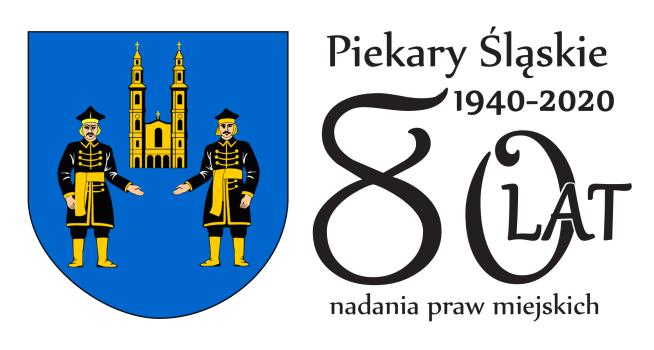 Piekary Śląskie
1940-2020
80 LAT
nadania praw miejskich